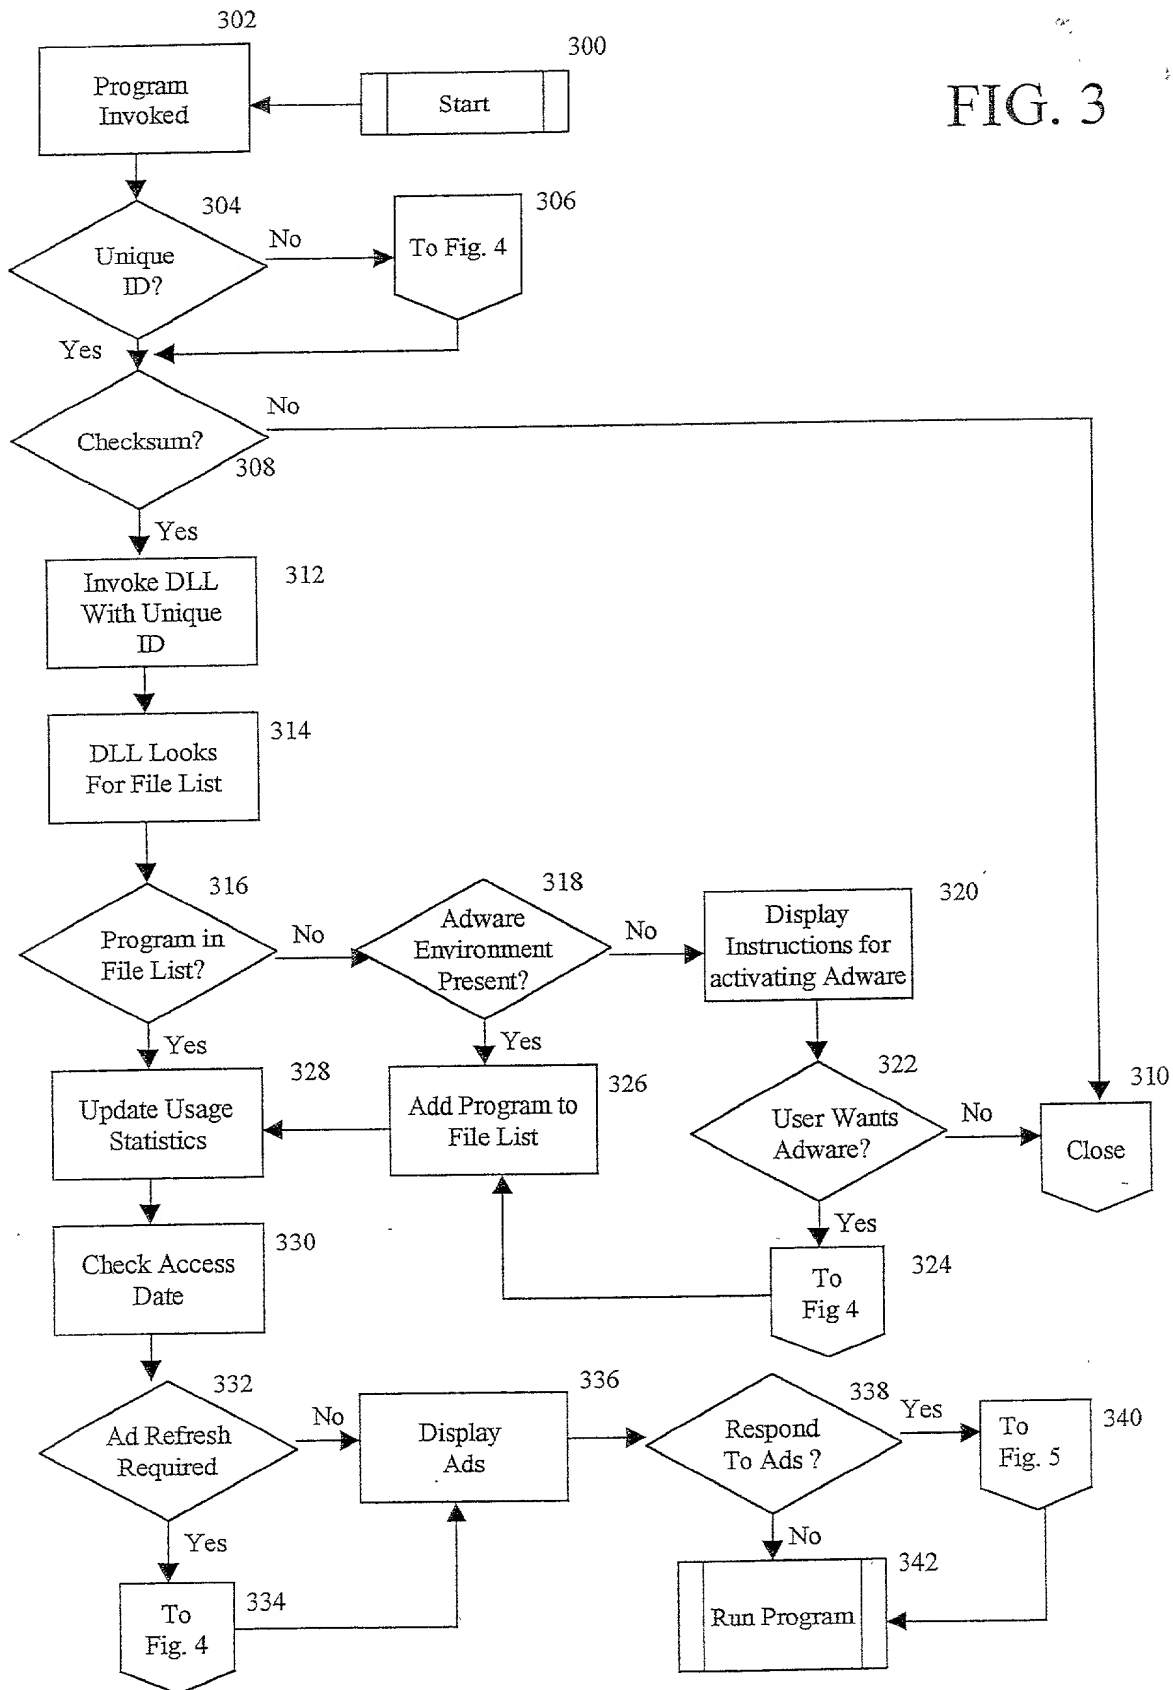 302
300
FIG. 3
Program
Invoked
Start
304
306
Unique
ID?
No
To Fig. 4
Yes
No
Checksum?
308
Yes
Invoke DLL
With Unique
ID
312
DLL Looks
For File List
314
316
318
320
Program in
File List?
No
Adware
Environment
Present?
No
Display
Instructions for
activating Adware
Yes
Yes
328
326
322
310
Update Usage
Statistics
Add Program to
File List
User Wants
Adware?
No
Close
Yes
330
Check Access
Date
324
To
Fig 4
332
336
338
340
Ad Refresh
Required
No
Display
Ads
Respond
To Ads ?
Yes
To
Fig. 5
Yes
No
334
To
Fig. 4
342
Run Program